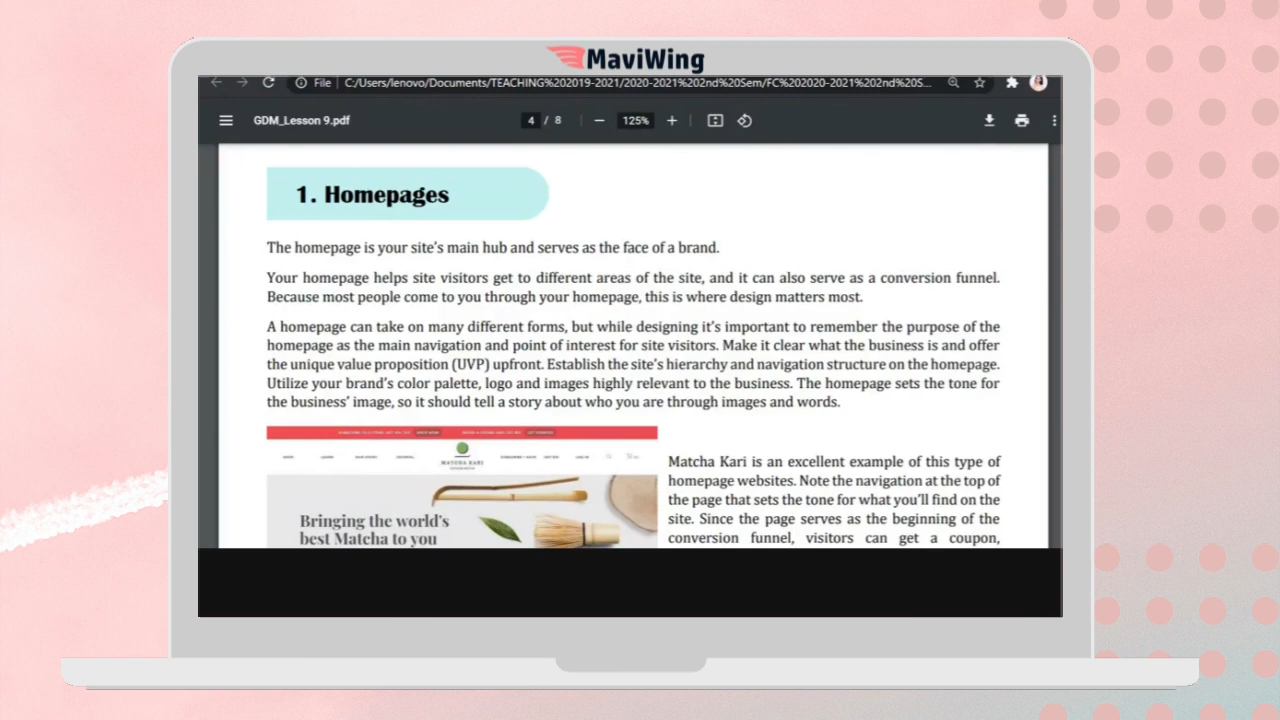 MaviWing
File C:/Users/lenovo/Documents/TEACHING%202019-2021/2020-2021%202nd%20Sem/FC%202020-2021%202nd%20S...
GDM_Lesson 9.pdf 4 / 8 125%
1. Homepages
The homepage is your site's main hub and serves as the face of a brand.
Your homepage helps site visitors get to different areas of the site, and it can also serve as a conversion funnel.
Because most people come to you through your homepage, this is where design matters most.
A homepage can take on many different forms, but while designing it's important to remember the purpose of the
homepage as the main navigation and point of interest for site visitors. Make it clear what the business is and offer
the unique value proposition (UVP) upfront. Establish the site's hierarchy and navigation structure on the homepage.
Utilize your brand's color palette, logo and images highly relevant to the business. The homepage sets the tone for
the business' image, so it should tell a story about who you are through images and words.
MATCHA KARI
Bringing the world's
best Matcha to you
Matcha Kari is an excellent example of this type of
homepage websites. Note the navigation at the top of
the page that sets the tone for what you'll find on the
site. Since the page serves as the beginning of the
conversion funnel, visitors can get a coupon,